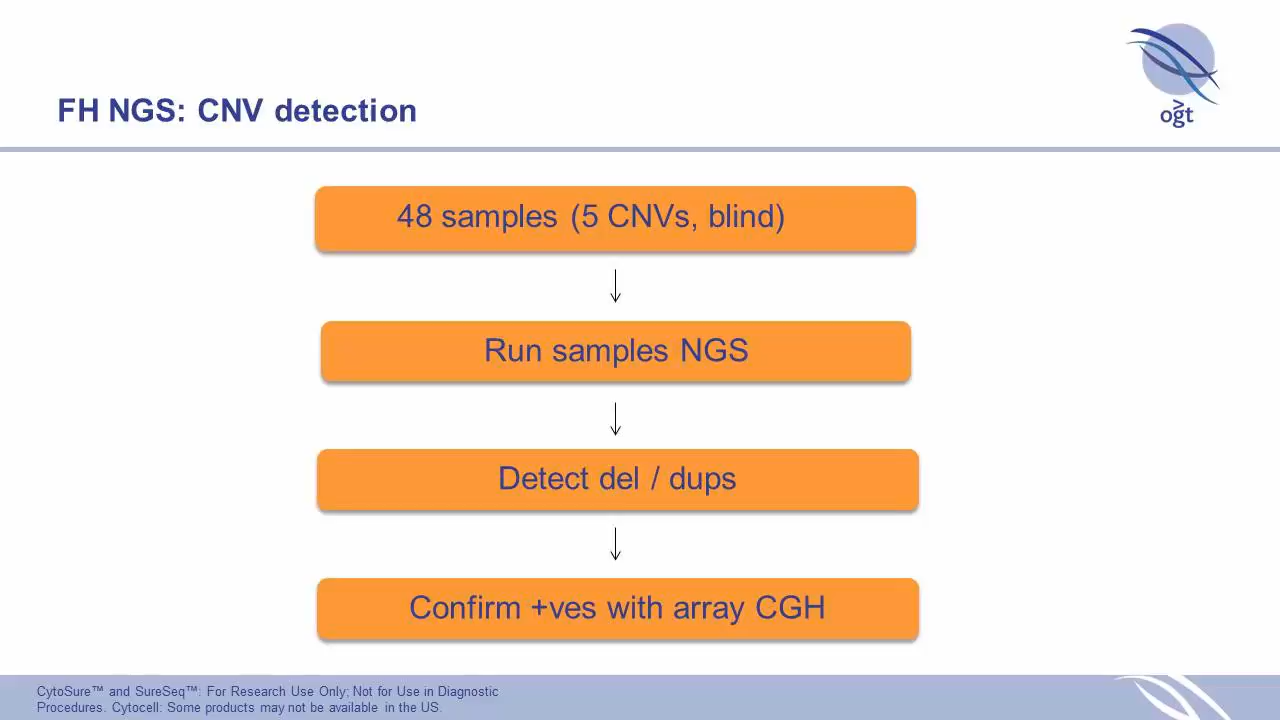 FH NGS: CNV detection
ogt
48 samples (5 CNVs, blind)
Run samples NGS
Detect del / dups
Confirm +ves with array CGH
CytoSure™ and SureSeq™: For Research Use Only; Not for Use in Diagnostic
Procedures. Cytocell: Some products may not be available in the US.